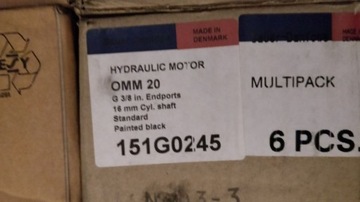 MADE IN
DENMARK
HYDRAULIC MOTOR
OMM 20
G 3/8 in. Endports
16 mm Cyl. shaft
Standard
Painted black
151G0245
MULTIPACK
6 PCS.